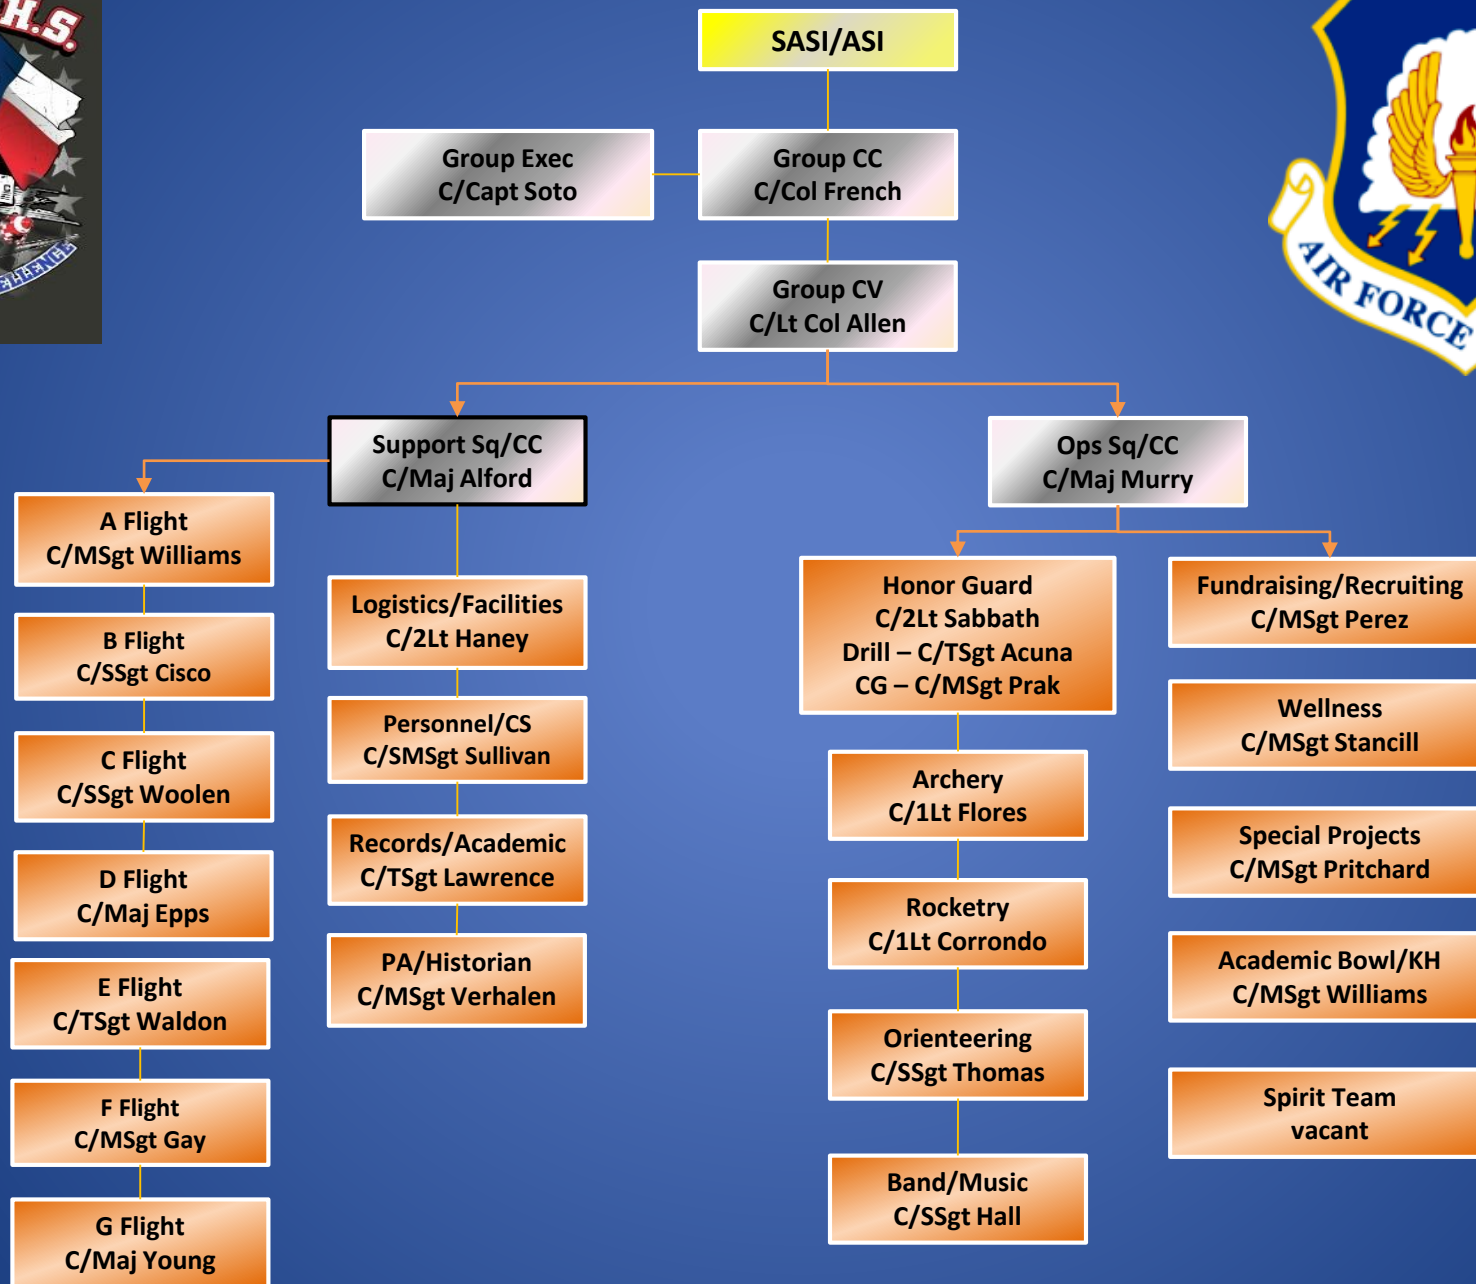 H.S.
SASI/ASI
Group Exec
C/Capt Soto
Group CC
C/Col French
Group CV
C/Lt Col Allen
AIR FORCE
Support Sq/CC
C/Maj Alford
Ops Sq/CC
C/Maj Murry
A Flight
C/MSgt Williams
B Flight
C/SSgt Cisco
C Flight
C/SSgt Woolen
D Flight
C/Maj Epps
E Flight
C/TSgt Waldon
F Flight
C/MSgt Gay
G Flight
C/Maj Young
Logistics/Facilities
C/2Lt Haney
Personnel/CS
C/SMSgt Sullivan
Records/Academic
C/TSgt Lawrence
PA/Historian
C/MSgt Verhalen
Honor Guard
C/2Lt Sabbath
Drill – C/TSgt Acuna
CG – C/MSgt Prak
Archery
C/1Lt Flores
Rocketry
C/1Lt Corrondo
Orienteering
C/SSgt Thomas
Band/Music
C/SSgt Hall
Fundraising/Recruiting
C/MSgt Perez
Wellness
C/MSgt Stancill
Special Projects
C/MSgt Pritchard
Academic Bowl/KH
C/MSgt Williams
Spirit Team
vacant